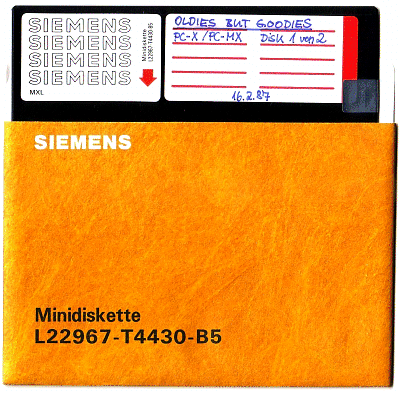 SIEMENS
SIEMENS
SIEMENS
SIEMENS
MXL
Minidiskette
L22967-T4430-B5
OLDIES BUT GOODIES
PC-X/PC-MX Disk 1 von 2
16.2.87
SIEMENS
Minidiskette
L22967-T4430-B5